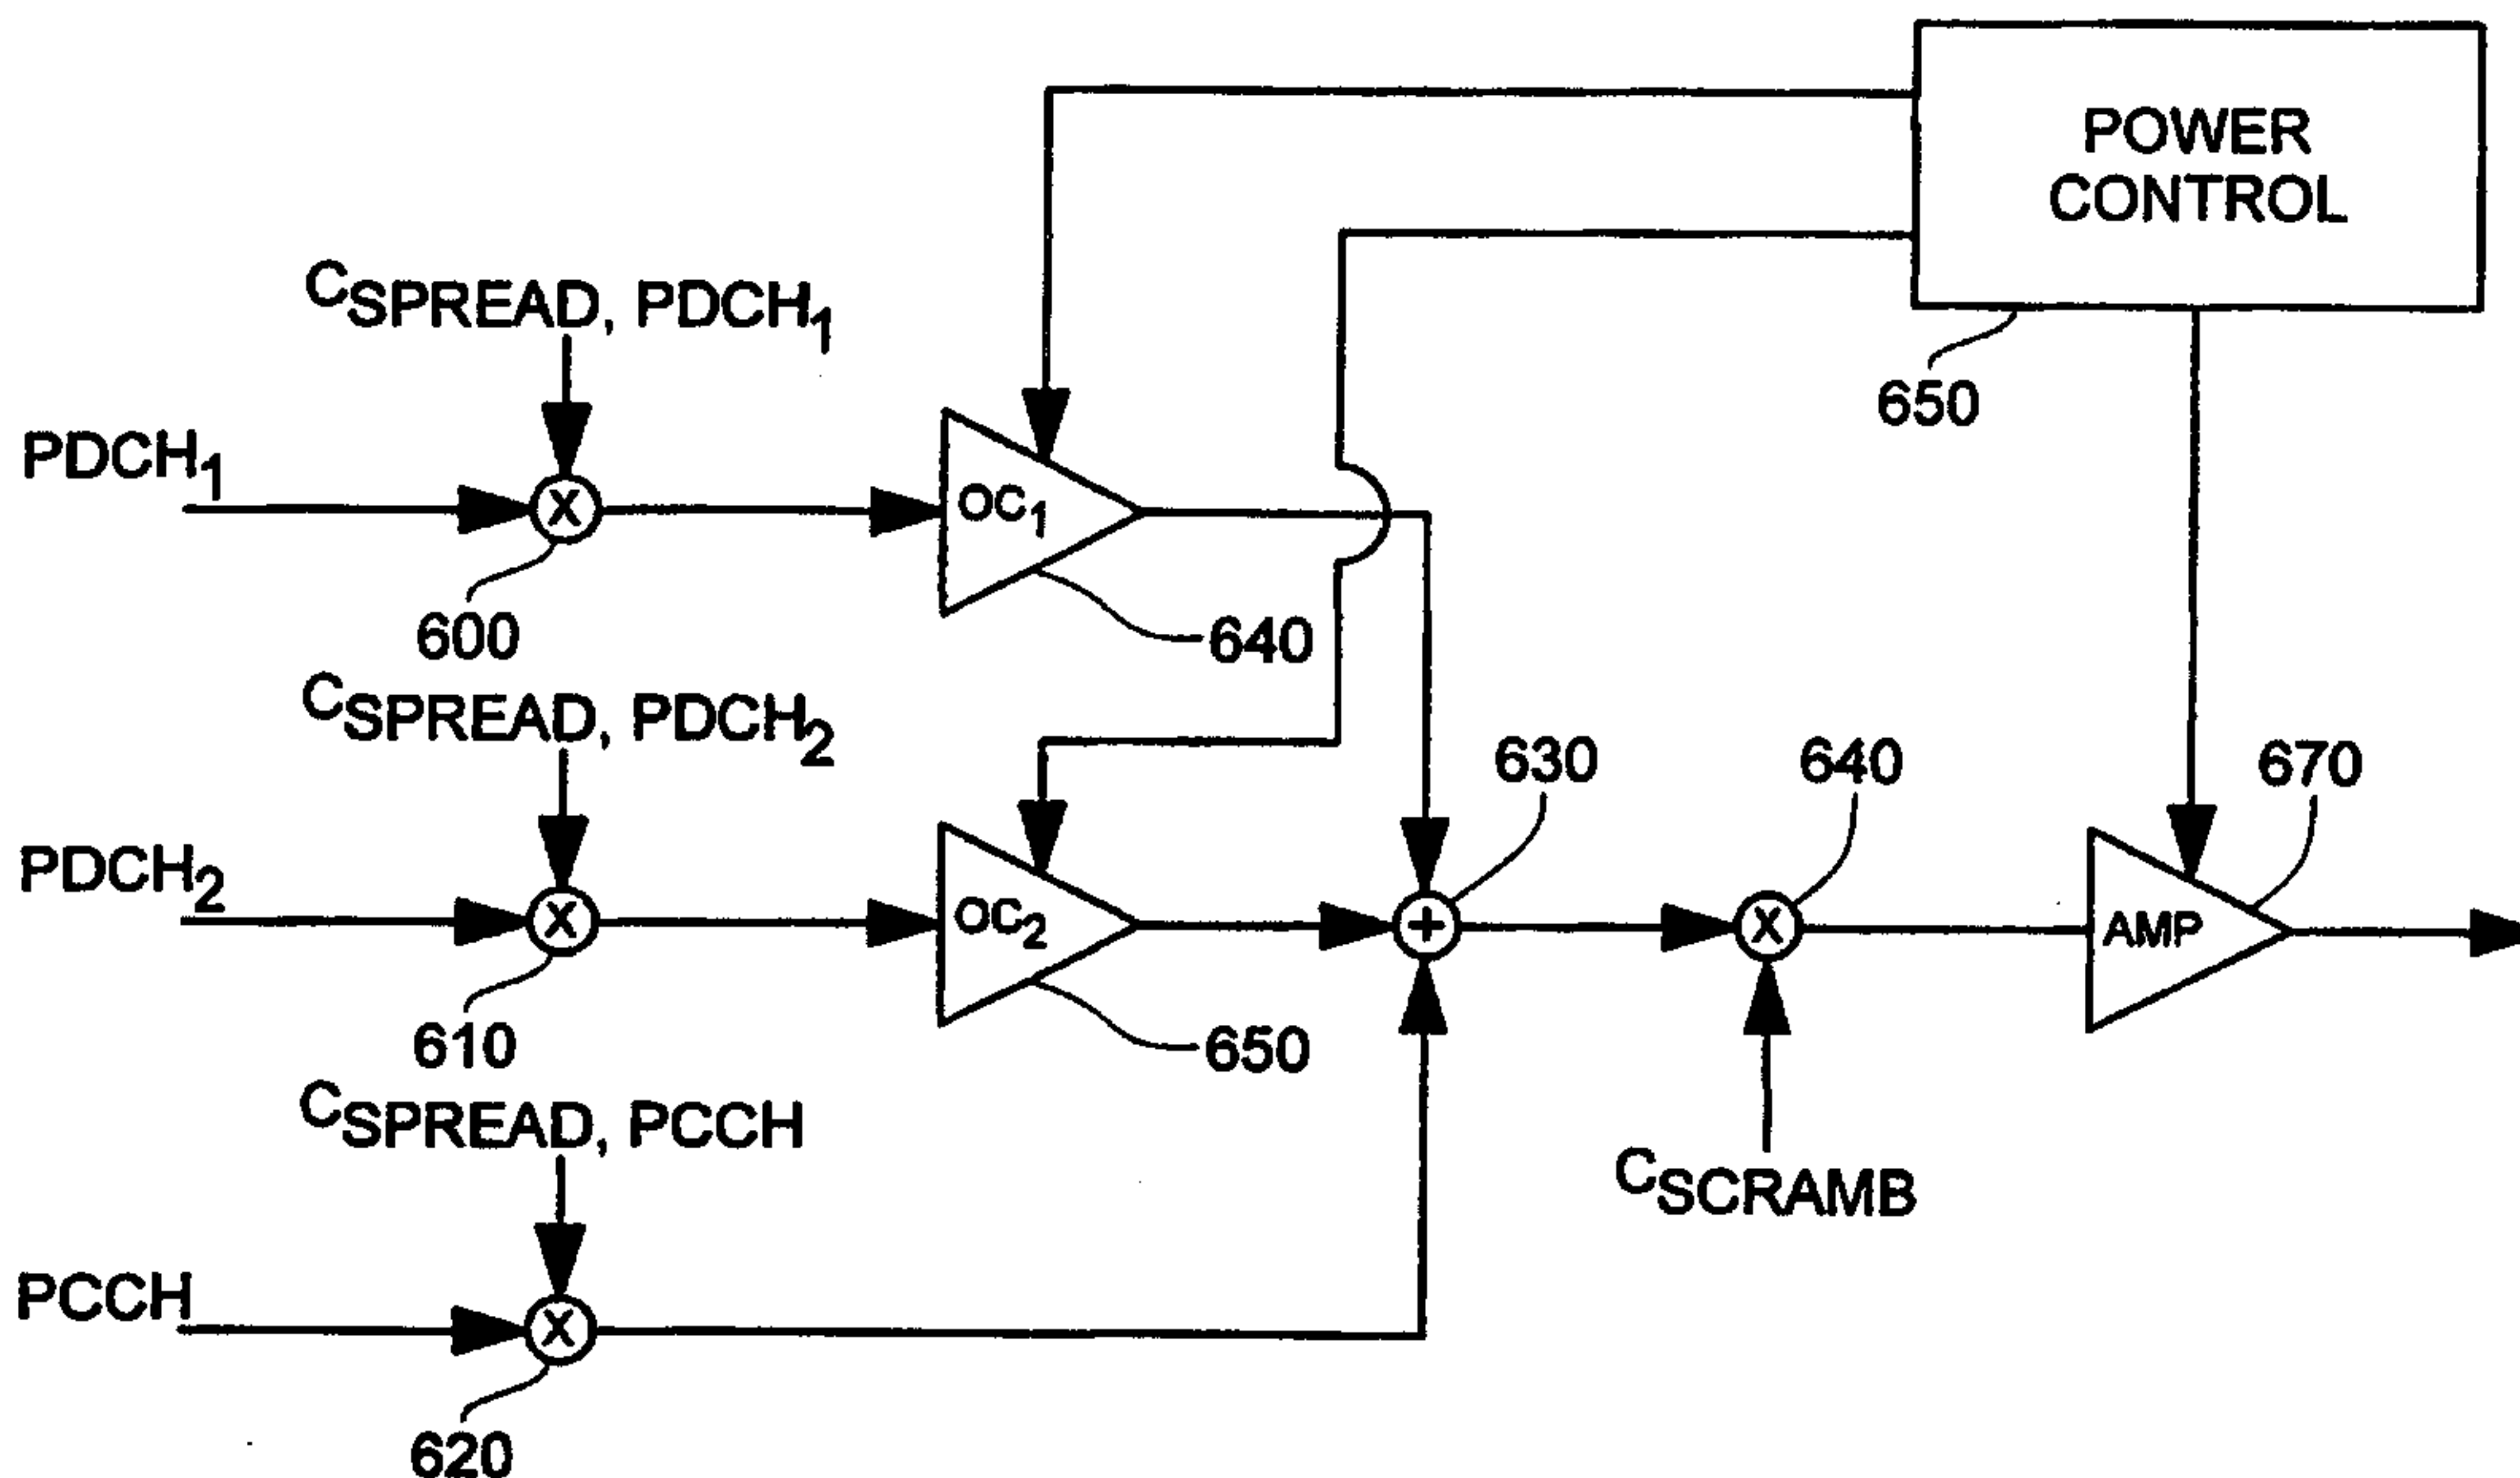 POWER
CONTROL
650
CSPREAD, PDCH1
PDCH1
X
OC1
600
640
CSPREAD, PDCH2
PDCH2
X
OC2
630
640
670
+
X
AMP
610
650
CSPREAD, PCCH
CSCRAMB
PCCH
X
620